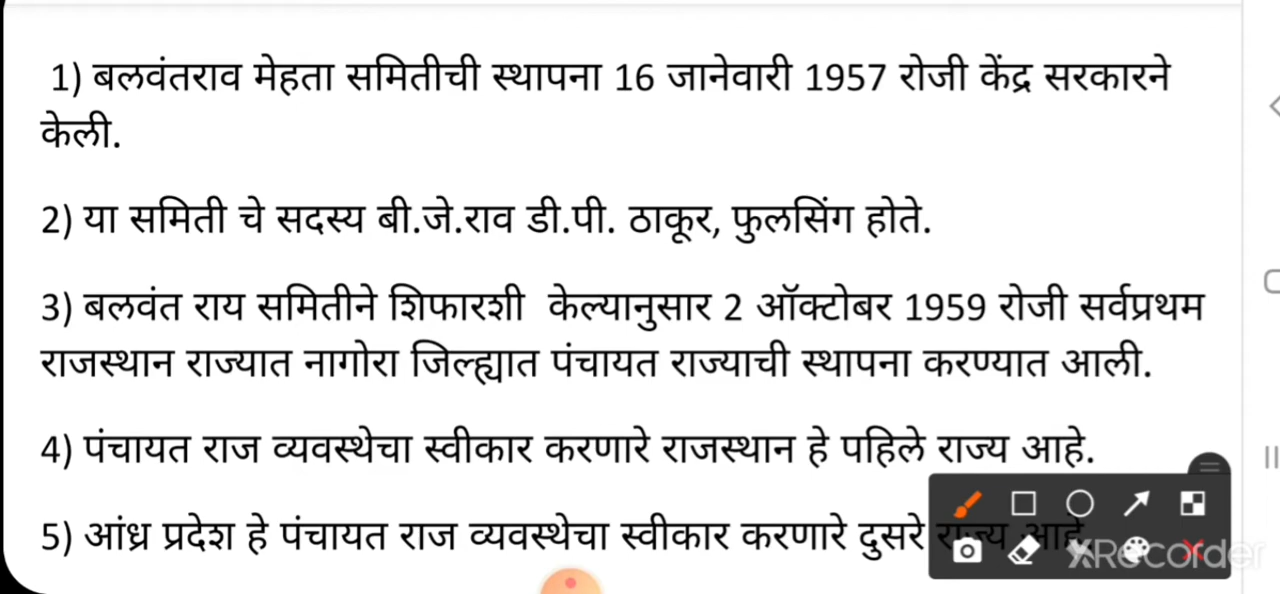 1) बलवंतराव मेहता समितीची स्थापना 16 जानेवारी 1957 रोजी केंद्र सरकारने
केली.
2) या समिती चे सदस्य बी.जे.राव डी.पी. ठाकूर, फुलसिंग होते.
3) बलवंत राय समितीने शिफारशी केल्यानुसार 2 ऑक्टोबर 1959 रोजी सर्वप्रथम
राजस्थान राज्यात नागोरा जिल्ह्यात पंचायत राज्याची स्थापना करण्यात आली.
4) पंचायत राज व्यवस्थेचा स्वीकार करणारे राजस्थान हे पहिले राज्य आहे.
5) आंध्र प्रदेश हे पंचायत राज व्यवस्थेचा स्वीकार करणारे दुसरे राज्य आहे
XRecorder